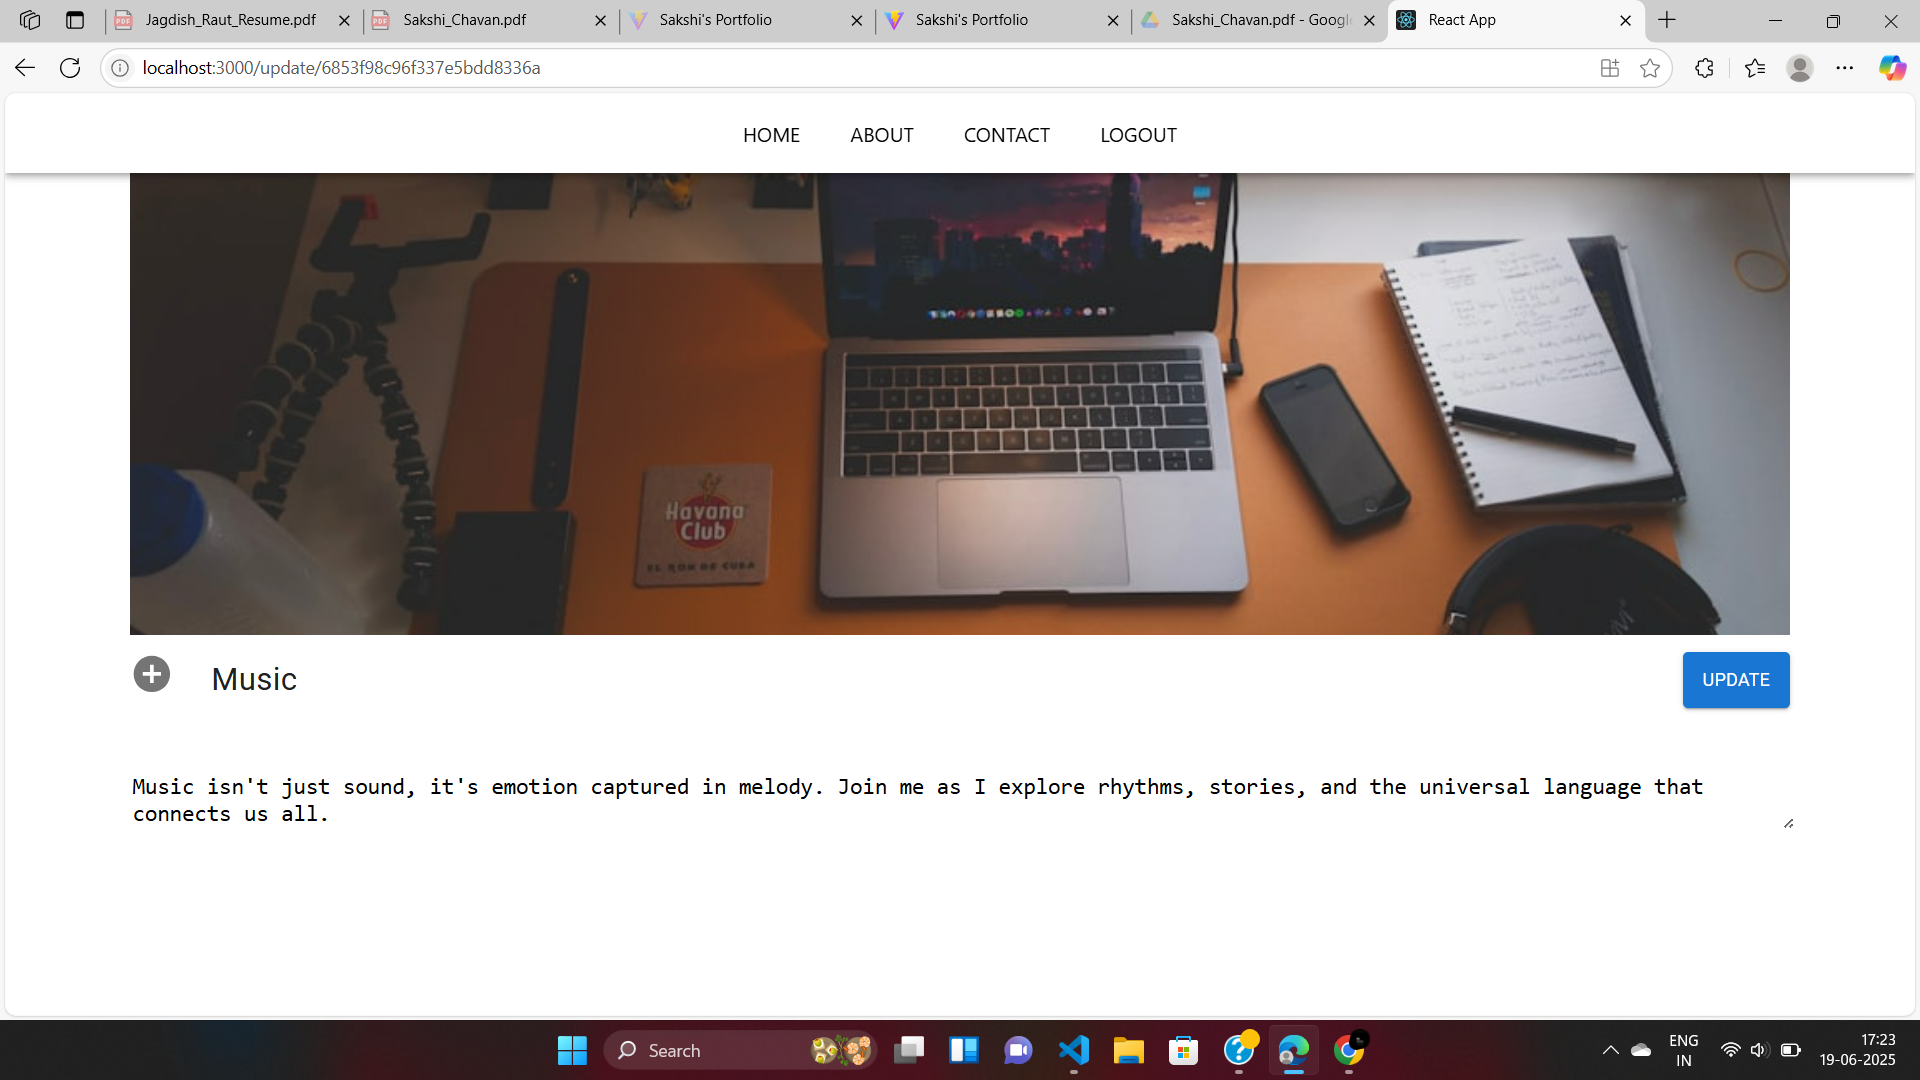 Jagdish_Raut_Resume.pdf
Sakshi_Chavan.pdf
Sakshi's Portfolio
Sakshi's Portfolio
Sakshi_Chavan.pdf - Googl
React App
localhost:3000/update/6853f98c96f337e5bdd8336a
HOME
ABOUT
CONTACT
LOGOUT
Havana
Club
EL RON DE CUBA
Music
UPDATE
Music isn't just sound, it's emotion captured in melody. Join me as I explore rhythms, stories, and the universal language that
connects us all.
Search
ENG
IN
17:23
19-06-2025